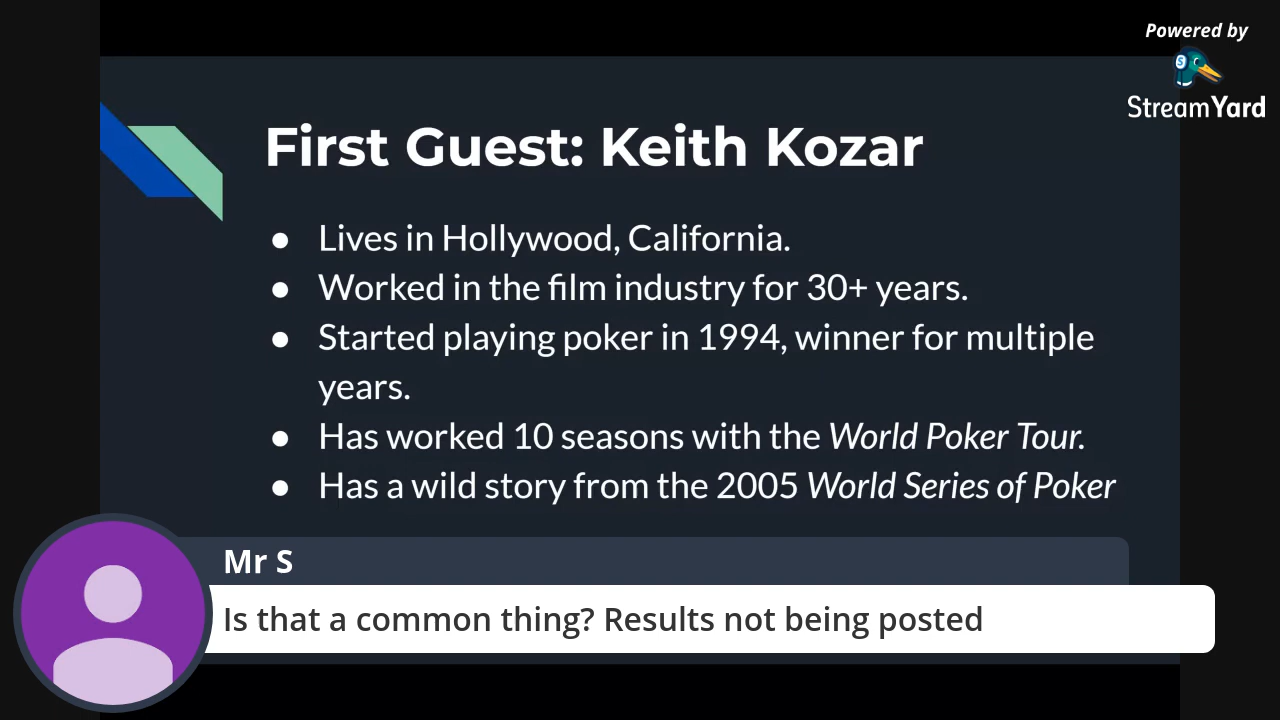 Powered by
StreamYard
First Guest: Keith Kozar
● Lives in Hollywood, California.
● Worked in the film industry for 30+ years.
● Started playing poker in 1994, winner for multiple
years.
● Has worked 10 seasons with the World Poker Tour.
● Has a wild story from the 2005 World Series of Poker
Mr S
Is that a common thing? Results not being posted